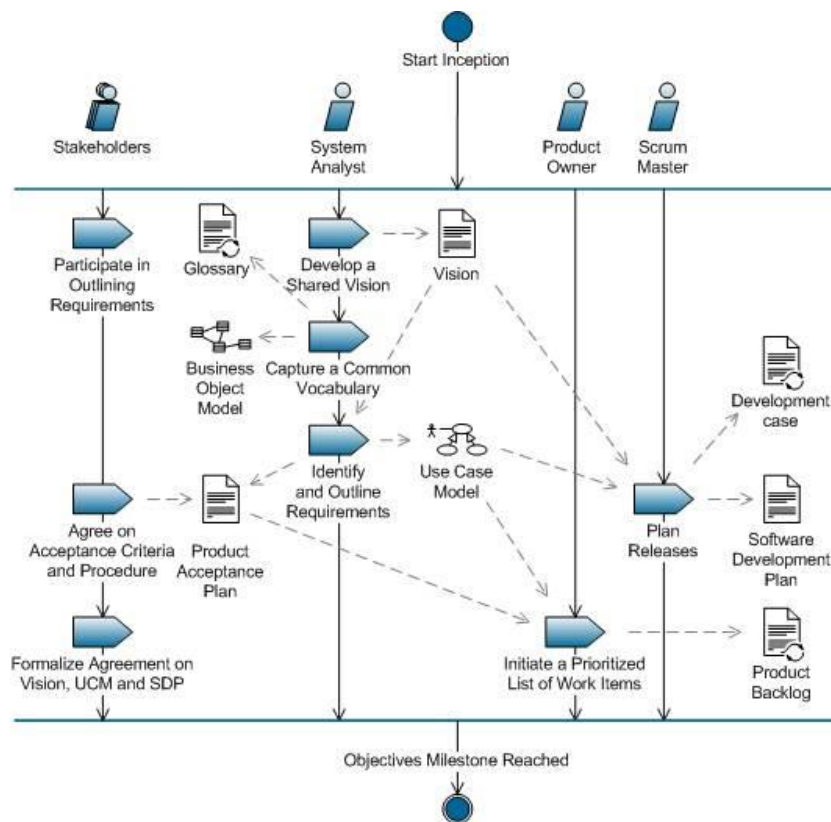 Start Inception
Stakeholders
System
Analyst
Product
Owner
Scrum
Master
Participate in
Outlining
Requirements
Glossary
Develop a
Shared Vision
Vision
Business
Object
Model
Capture a Common
Vocabulary
Development
case
Identify
and Outline
Requirements
Use Case
Model
Agree on
Acceptance Criteria
and Procedure
Product
Acceptance
Plan
Plan
Releases
Software
Development
Plan
Formalize Agreement on
Vision, UCM and SDP
Initiate a Prioritized
List of Work Items
Product
Backlog
Objectives Milestone Reached